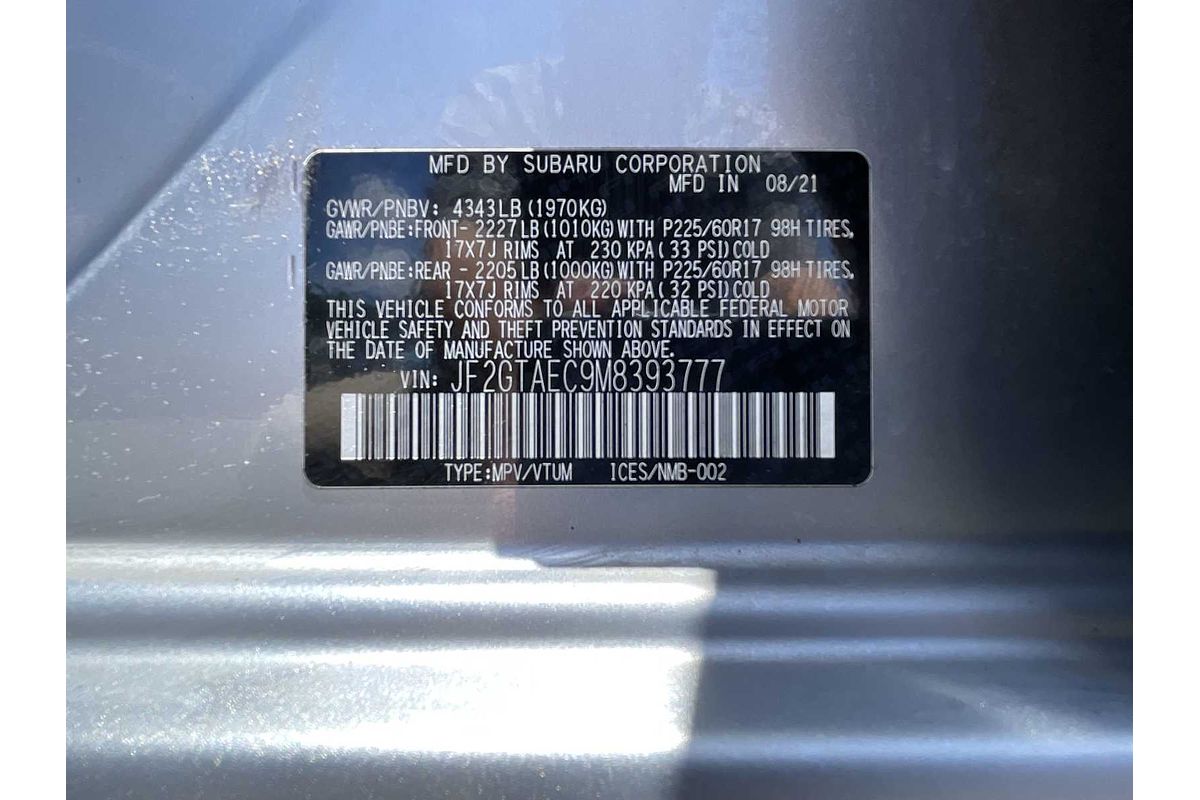 MFD BY SUBARU CORPORATION
MFD IN 08/21
GVWR/PNBV: 4343LB (1970KG)
GAWR/PNBE:FRONT- 2227LB (1010KG) WITH P225/60R17 98H TIRES,
17X7J RIMS AT 230 KPA ( 33 PSI) COLD
GAWR/PNBE:REAR - 2205LB (1000KG) WITH P225/60R17 98H TIRES,
17X7J RIMS AT 220 KPA ( 32 PSI) COLD
THIS VEHICLE CONFORMS TO ALL APPLICABLE FEDERAL MOTOR
VEHICLE SAFETY AND THEFT PREVENTION STANDARDS IN EFFECT ON
THE DATE OF MANUFACTURE SHOWN ABOVE.
VIN: JF2GTAEC9M8393777
TYPE:MPV/VTUM ICES/NMB-002